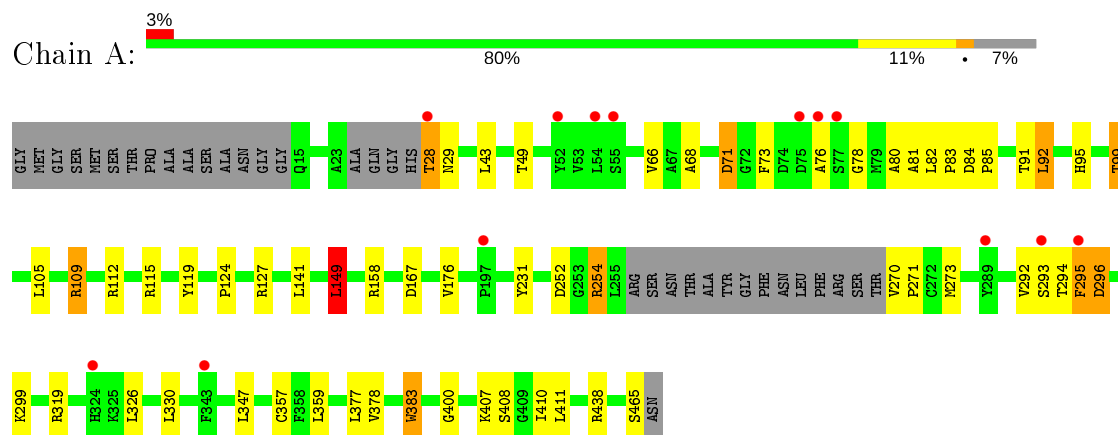 3%
Chain A:
80% 11% • 7%
GLY MET GLY SER MET SER THR PRO ALA ALA SER ALA ASN GLY GLY Q15 A23 ALA GLN GLY HIS T28 N29 L43 T49 Y52 V53 L54 S55 V66 A67 A68 D71 G72 F73 D74 D75 A76 S77 G78 M79 A80 A81 L82 P83 D84 P85 T91 L92 H95 T99
L105 R109 R112 R115 Y119 P124 R127 L141 L149 R158 D167 V176 P197 Y231 D252 G253 R254 L255 ARG SER ASN THR ALA TYR GLY PHE ASN LEU PHE ARG SER THR V270 P271 C272 M273 Y289 V292 S293 T294 F295 D296
K299 R319 H324 K325 L326 L330 F343 L347 C357 F358 L359 L377 V378 W383 G400 K407 S408 G409 I410 L411 R438 S465 ASN